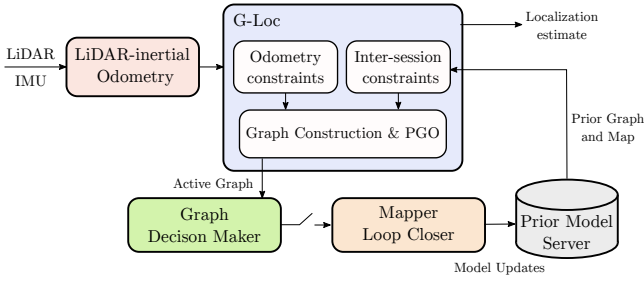 G-Loc
Localization
estimate
LiDAR
IMU
LiDAR-inertial
Odometry
Odometry
constraints
Inter-session
constraints
Graph Construction & PGO
Prior Graph
and Map
Active Graph
Graph
Decison Maker
Mapper
Loop Closer
Prior Model
Server
Model Updates